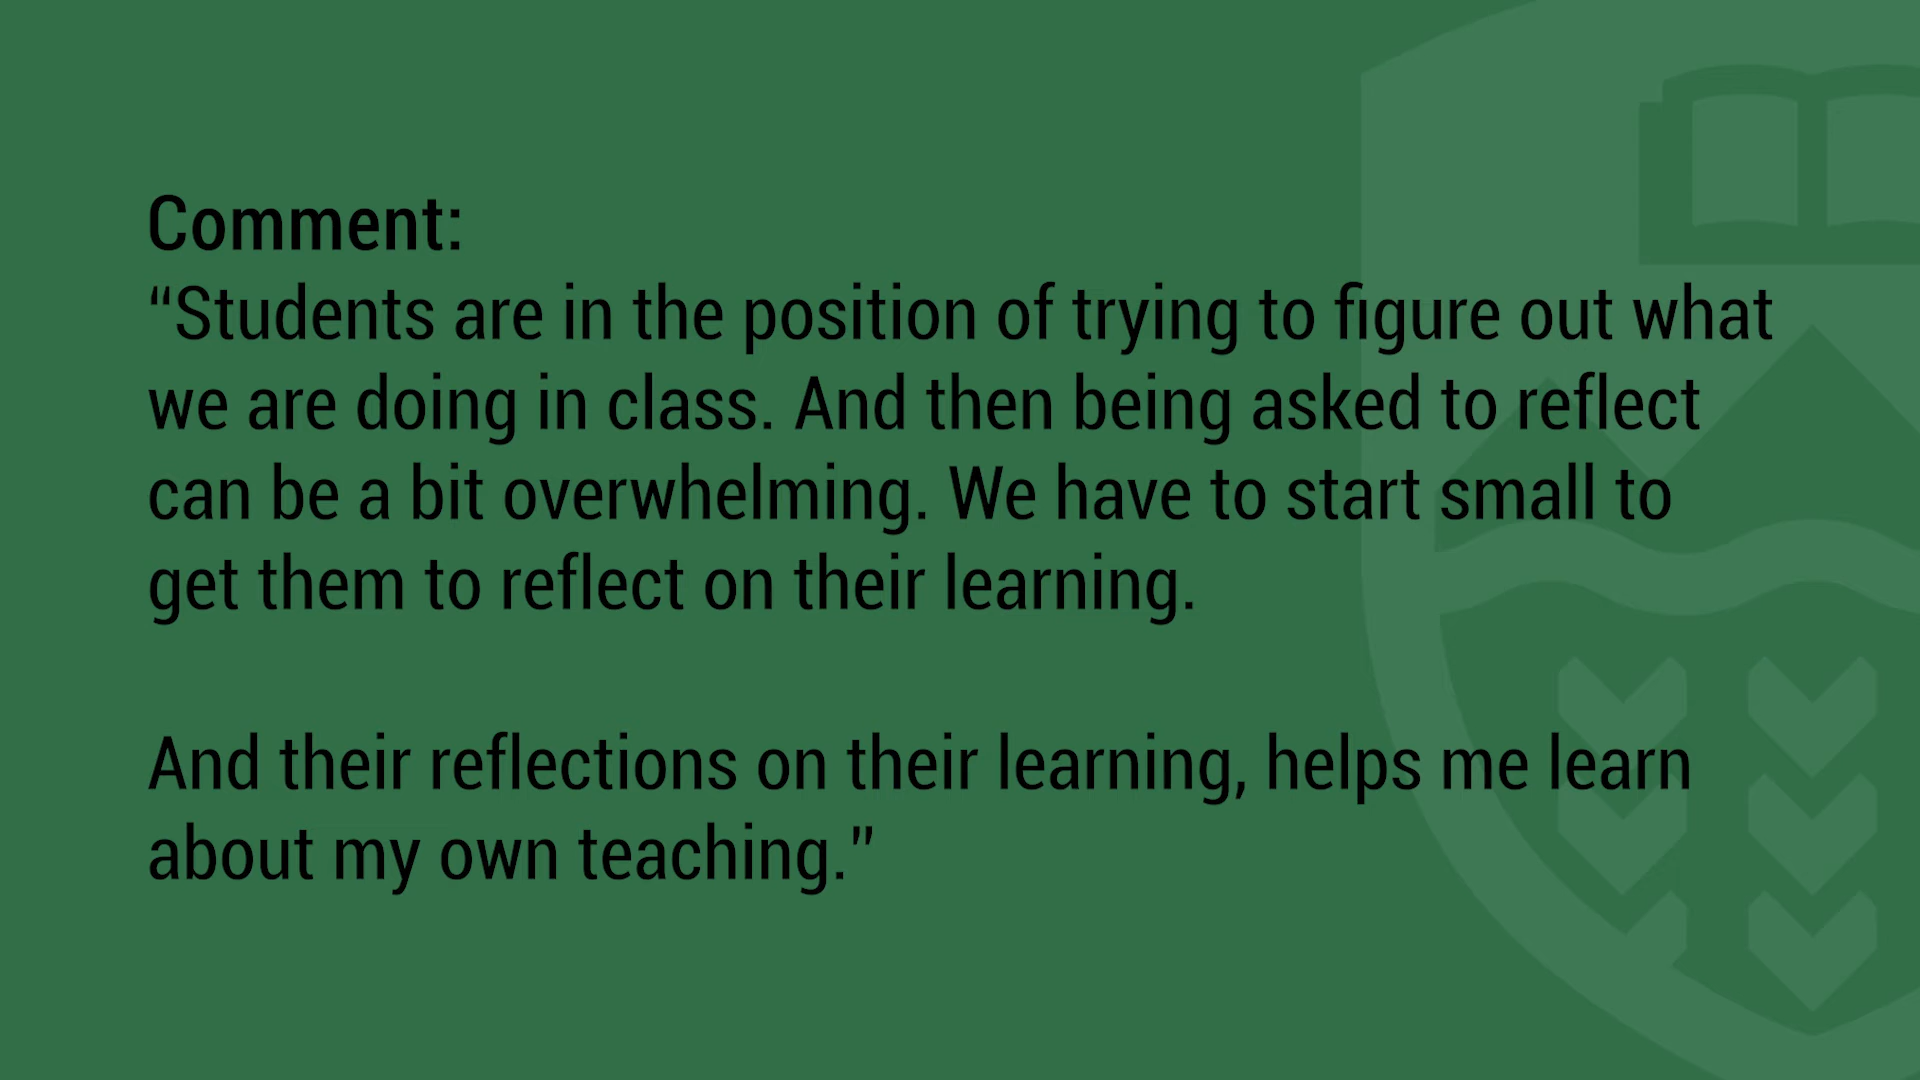 Comment:
“Students are in the position of trying to figure out what
we are doing in class. And then being asked to reflect
can be a bit overwhelming. We have to start small to
get them to reflect on their learning.
And their reflections on their learning, helps me learn
about my own teaching.”